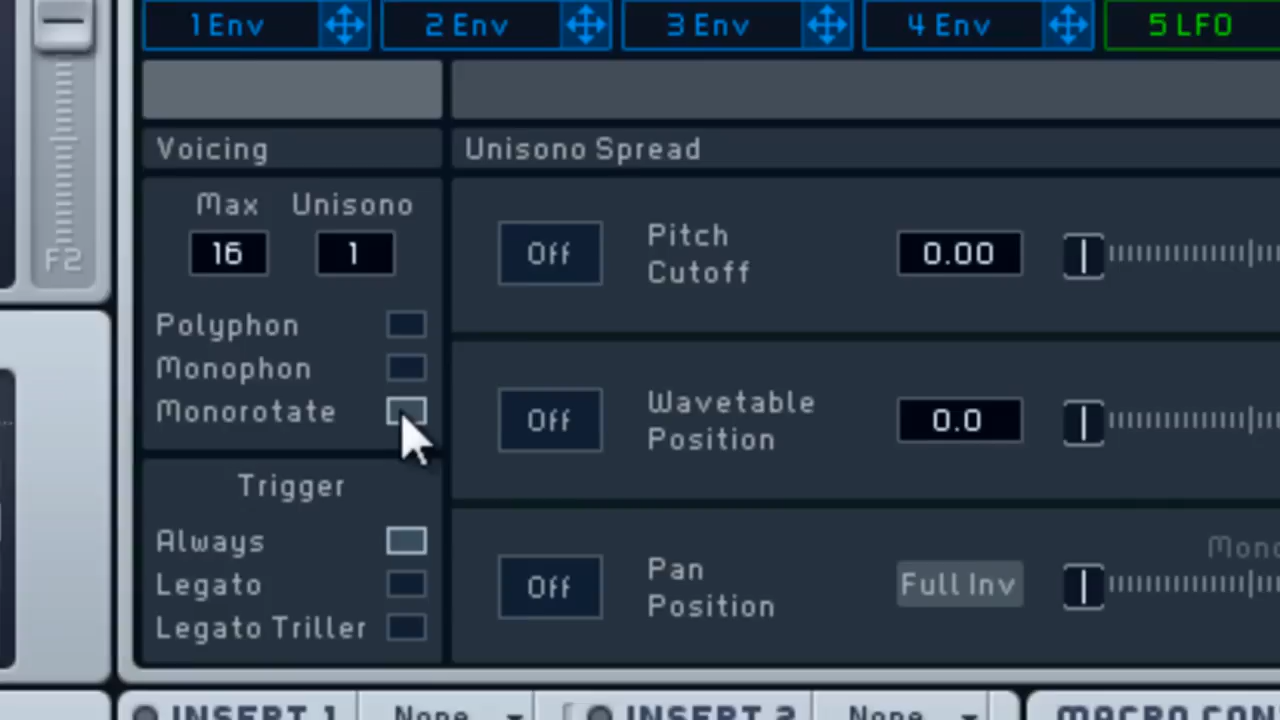 1 Env 2 Env 3 Env 4 Env 5 LFO
Voicing Unisono Spread
Max Unisono
16 1
Off Pitch Cutoff 0.00
Polyphon
Monophon
Monorotate
Off Wavetable Position 0.0
Trigger
Always
Legato
Legato Triller
Off Pan Position Full Inv
F2
INSERT 1 None INSERT 2 None